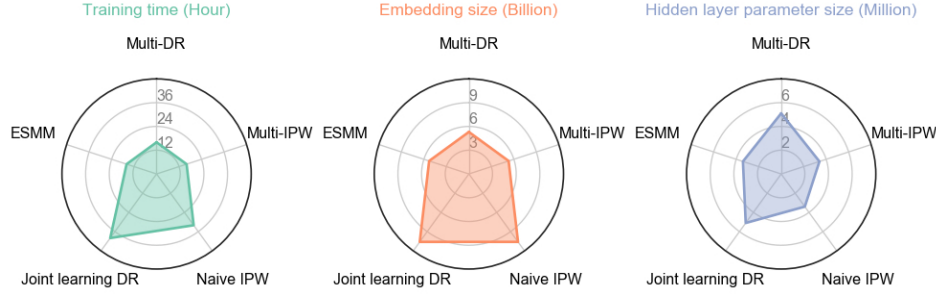 Training time (Hour)
Multi-DR
36
24
12
ESMM
Multi-IPW
Joint learning DR
Naive IPW
Embedding size (Billion)
Multi-DR
9
6
3
ESMM
Multi-IPW
Joint learning DR
Naive IPW
Hidden layer parameter size (Million)
Multi-DR
6
4
2
ESMM
Multi-IPW
Joint learning DR
Naive IPW